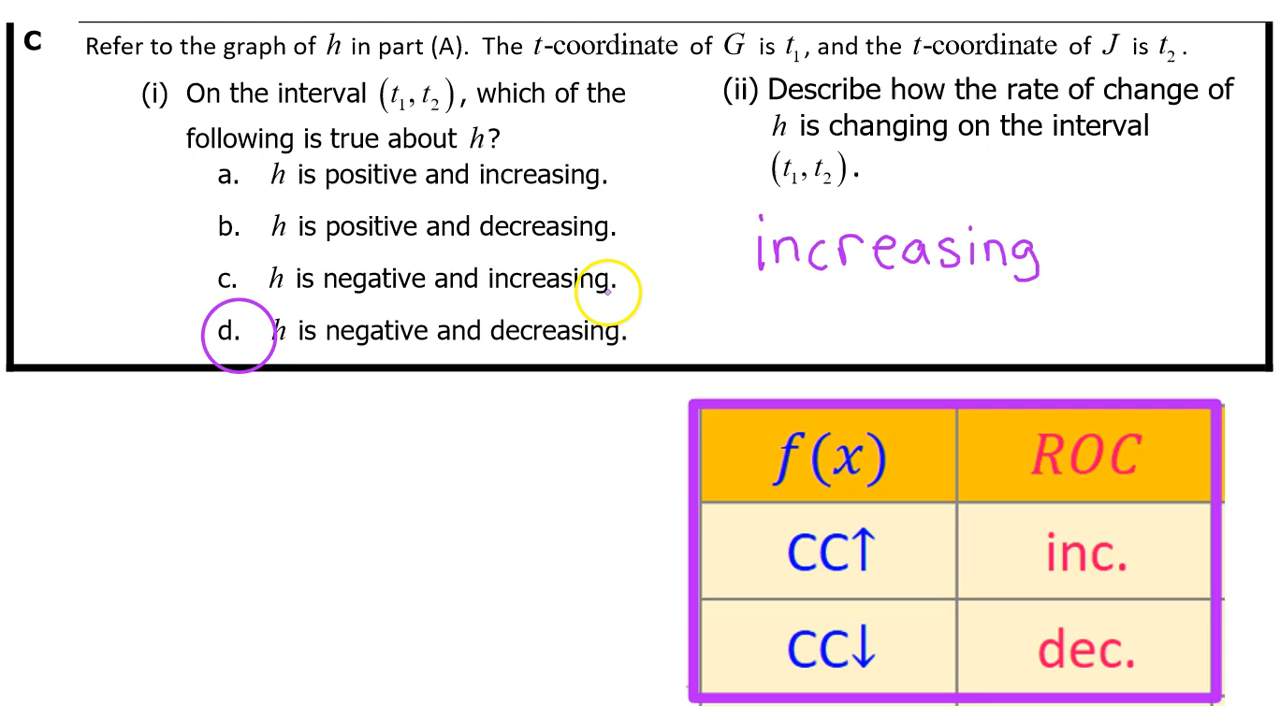 C Refer to the graph of h in part (A). The t-coordinate of G is t₁, and the t-coordinate of J is t₂.
(i) On the interval (t₁, t₂), which of the
following is true about h?
a. h is positive and increasing.
b. h is positive and decreasing.
c. h is negative and increasing.
d. h is negative and decreasing.
(ii) Describe how the rate of change of
h is changing on the interval
(t₁, t₂).
increasing
f(x) ROC
CC↑ inc.
CC↓ dec.